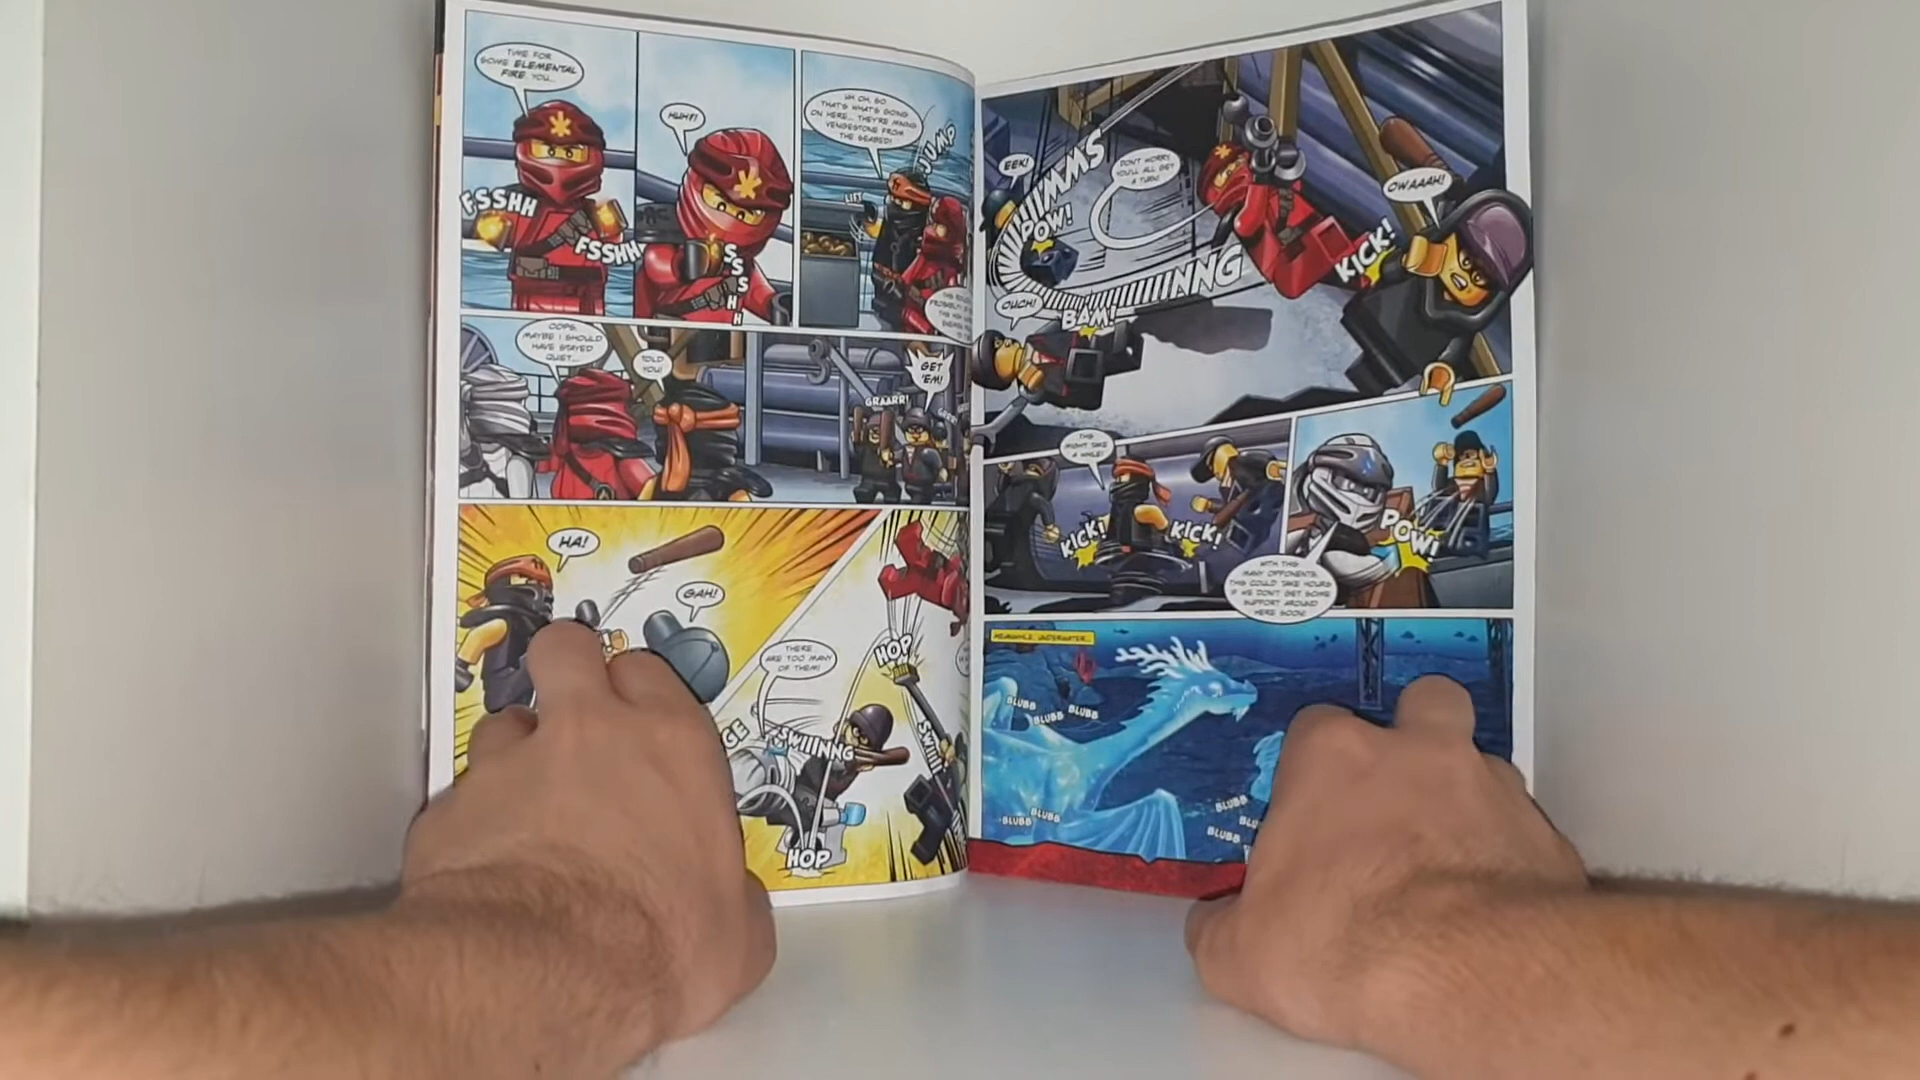 TIME FOR
SOME ELEMENTAL
FIRE, YOU...
FSSHH
FSSHH
HUH?!
SSSHH
UH OH, SO
THAT'S WHAT'S GOING
ON HERE... THEY'RE MINING
VENGESTONE FROM
THE SEABED!
JUMP
LIFT
OOPS,
MAYBE I SHOULD
HAVE STAYED
QUIET...
TOLD
YOU!
GRAARR!
GET
'EM!
HA!
GAH!
THERE
ARE TOO MANY
OF THEM!
SWIIINNG
HOP
HOP
EEK!
POW!
DON'T WORRY,
YOU'LL ALL GET
A TURN!
OWAAAH!
KICK!
OUCH!
BAM!
THIS
MIGHT TAKE
A WHILE!
KICK!
KICK!
POW!
WITH THIS
MANY OPPONENTS,
THIS COULD TAKE HOURS
IF WE DON'T GET SOME
SUPPORT AROUND
HERE SOON!
MEANWHILE, UNDERWATER...
BLUBB
BLUBB
BLUBB
BLUBB
BLUBB
BLUBB
BLUBB